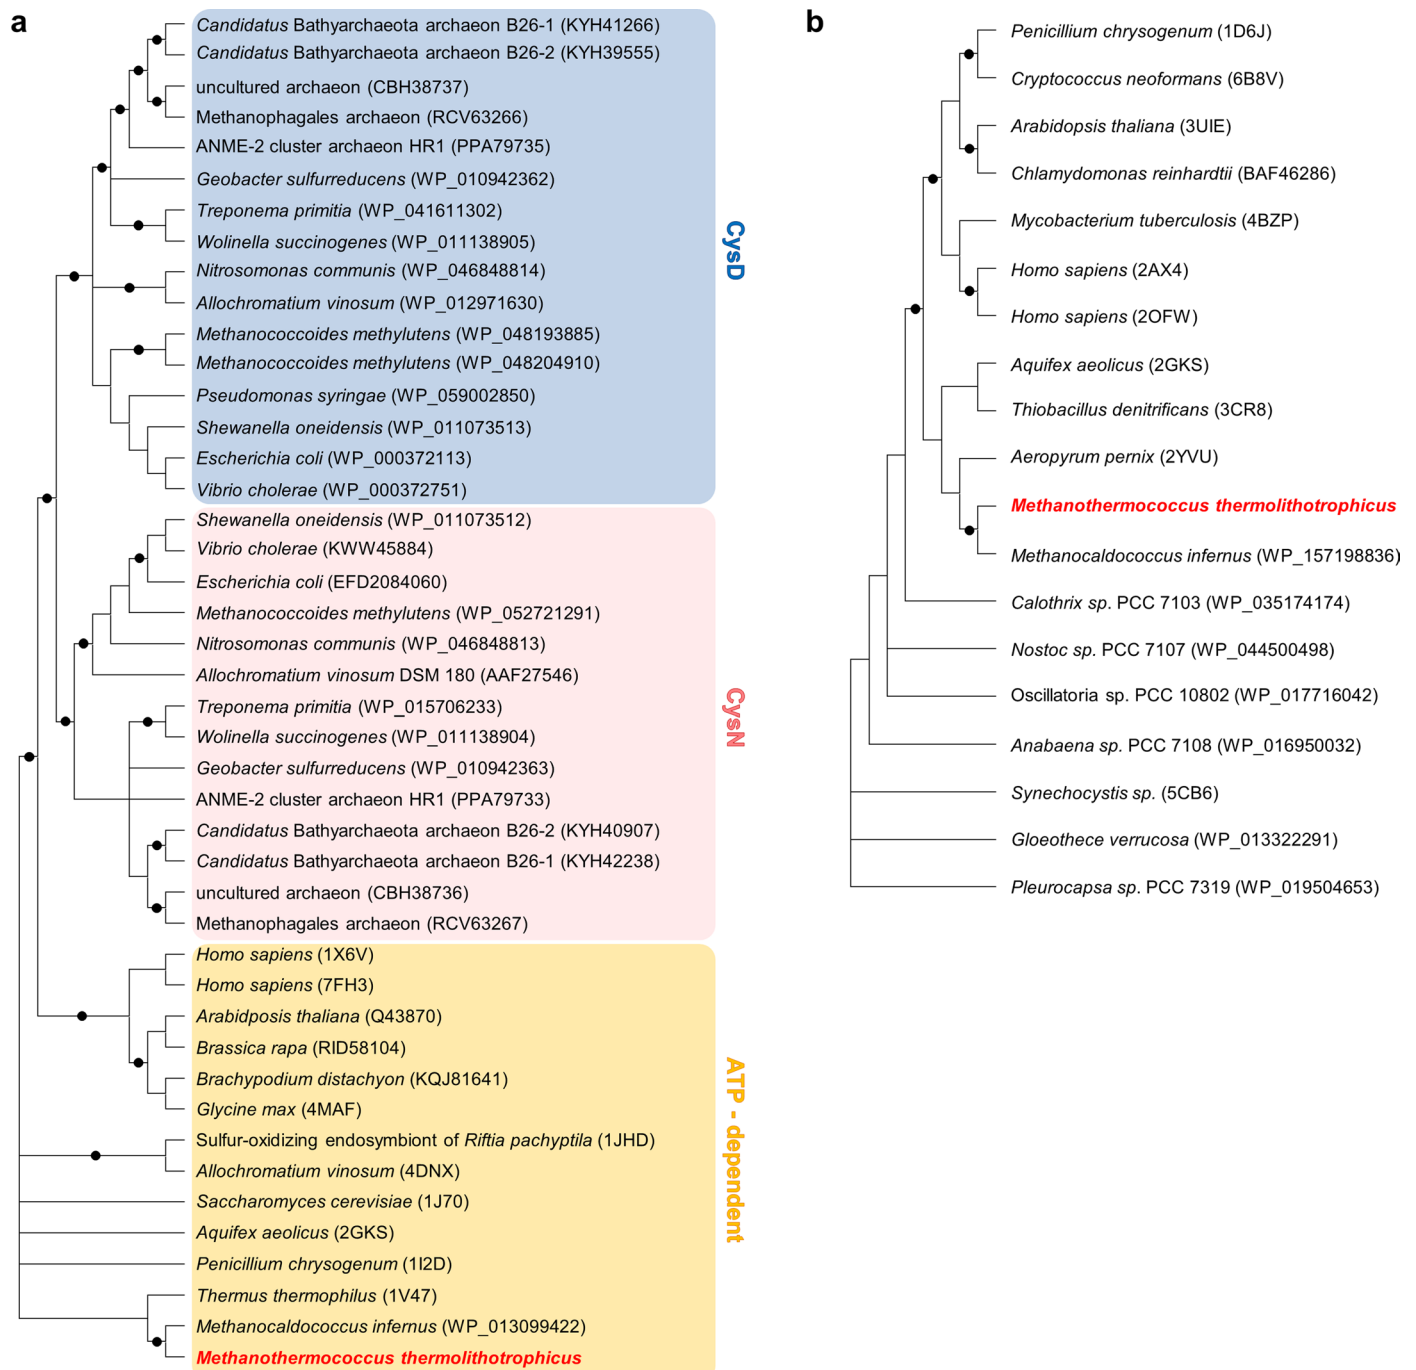 a
Candidatus Bathyarchaeota archaeon B26-1 (KYH41266)
Candidatus Bathyarchaeota archaeon B26-2 (KYH39555)
uncultured archaeon (CBH38737)
Methanophagales archaeon (RCV63266)
ANME-2 cluster archaeon HR1 (PPA79735)
Geobacter sulfurreducens (WP_010942362)
Treponema primitia (WP_041611302)
Wolinella succinogenes (WP_011138905)
Nitrosomonas communis (WP_046848814)
Allochromatium vinosum (WP_012971630)
Methanococcoides methylutens (WP_048193885)
Methanococcoides methylutens (WP_048204910)
Pseudomonas syringae (WP_059002850)
Shewanella oneidensis (WP_011073513)
Escherichia coli (WP_000372113)
Vibrio cholerae (WP_000372751)
CysD
Shewanella oneidensis (WP_011073512)
Vibrio cholerae (KWW45884)
Escherichia coli (EFD2084060)
Methanococcoides methylutens (WP_052721291)
Nitrosomonas communis (WP_046848813)
Allochromatium vinosum DSM 180 (AAF27546)
Treponema primitia (WP_015706233)
Wolinella succinogenes (WP_011138904)
Geobacter sulfurreducens (WP_010942363)
ANME-2 cluster archaeon HR1 (PPA79733)
Candidatus Bathyarchaeota archaeon B26-2 (KYH40907)
Candidatus Bathyarchaeota archaeon B26-1 (KYH42238)
uncultured archaeon (CBH38736)
Methanophagales archaeon (RCV63267)
CysN
Homo sapiens (1X6V)
Homo sapiens (7FH3)
Arabidposis thaliana (Q43870)
Brassica rapa (RID58104)
Brachypodium distachyon (KQJ81641)
Glycine max (4MAF)
Sulfur-oxidizing endosymbiont of Riftia pachyptila (1JHD)
Allochromatium vinosum (4DNX)
Saccharomyces cerevisiae (1J70)
Aquifex aeolicus (2GKS)
Penicillium chrysogenum (1I2D)
Thermus thermophilus (1V47)
Methanocaldococcus infernus (WP_013099422)
Methanothermococcus thermolithotrophicus
ATP - dependent
b
Penicillium chrysogenum (1D6J)
Cryptococcus neoformans (6B8V)
Arabidopsis thaliana (3UIE)
Chlamydomonas reinhardtii (BAF46286)
Mycobacterium tuberculosis (4BZP)
Homo sapiens (2AX4)
Homo sapiens (2OFW)
Aquifex aeolicus (2GKS)
Thiobacillus denitrificans (3CR8)
Aeropyrum pernix (2YVU)
Methanothermococcus thermolithotrophicus
Methanocaldococcus infernus (WP_157198836)
Calothrix sp. PCC 7103 (WP_035174174)
Nostoc sp. PCC 7107 (WP_044500498)
Oscillatoria sp. PCC 10802 (WP_017716042)
Anabaena sp. PCC 7108 (WP_016950032)
Synechocystis sp. (5CB6)
Gloeothece verrucosa (WP_013322291)
Pleurocapsa sp. PCC 7319 (WP_019504653)